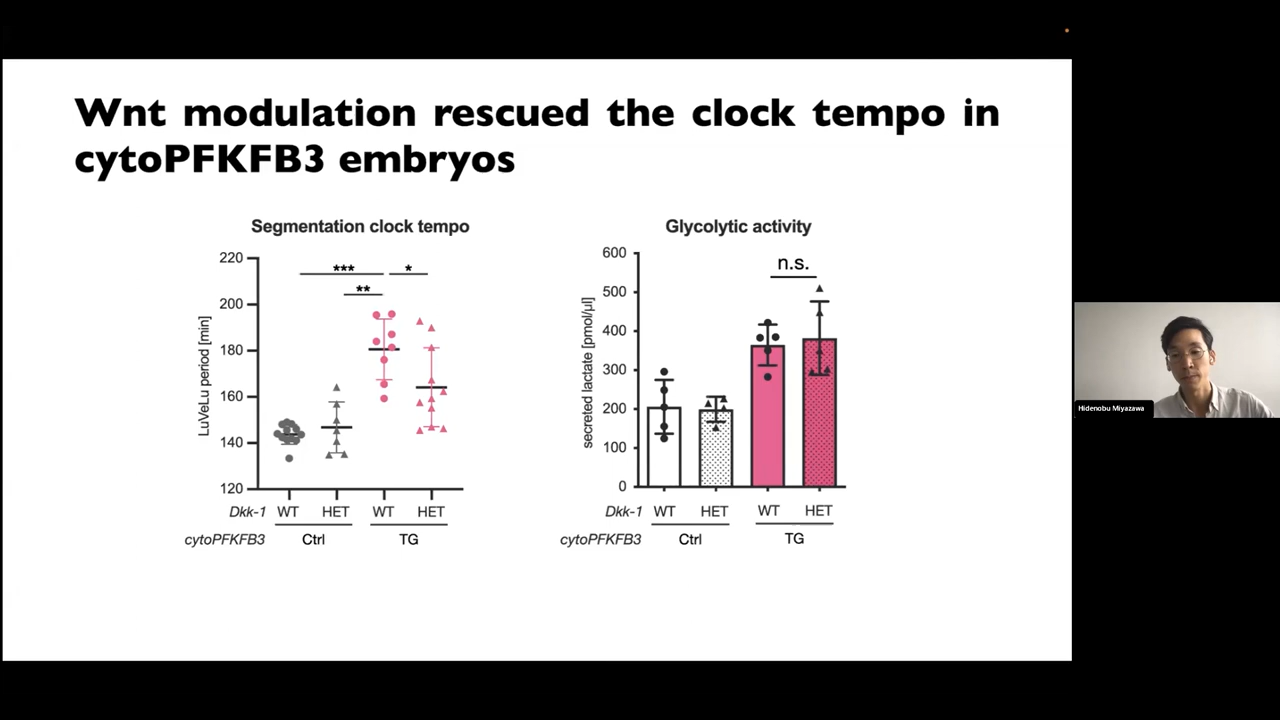 Wnt modulation rescued the clock tempo in
cytoPFKFB3 embryos
Segmentation clock tempo
220
200
180
160
140
120
LuVeLu period [min]
***
*
**
Dkk-1 WT HET WT HET
cytoPFKFB3 Ctrl TG
Glycolytic activity
600
500
400
300
200
100
0
secreted lactate [pmol/µl]
n.s.
Dkk-1 WT HET WT HET
cytoPFKFB3 Ctrl TG
Hidenobu Miyazawa